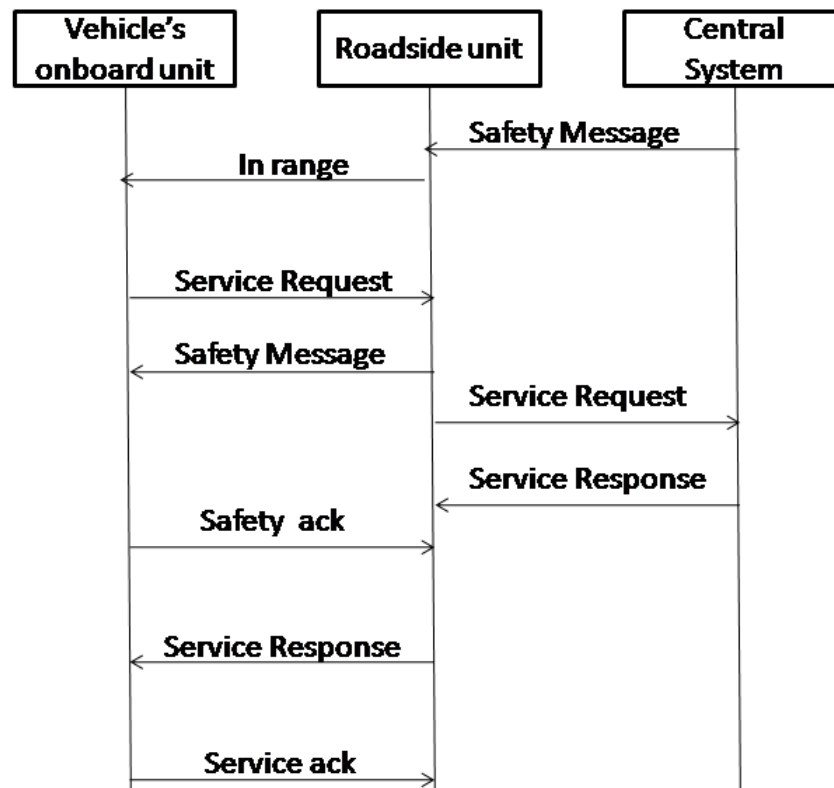 Vehicle's
onboard unit
Roadside unit
Central
System
Safety Message
In range
Service Request
Safety Message
Service Request
Service Response
Safety ack
Service Response
Service ack